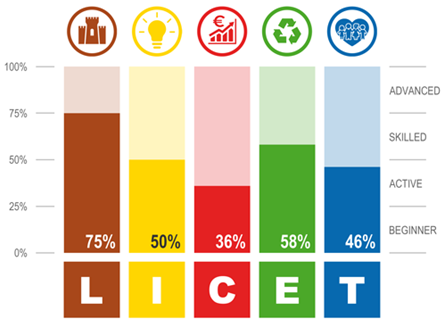 €
100%
ADVANCED
75%
SKILLED
50%
ACTIVE
25%
BEGINNER
75% 50% 36% 58% 46%
0%
L I C E T